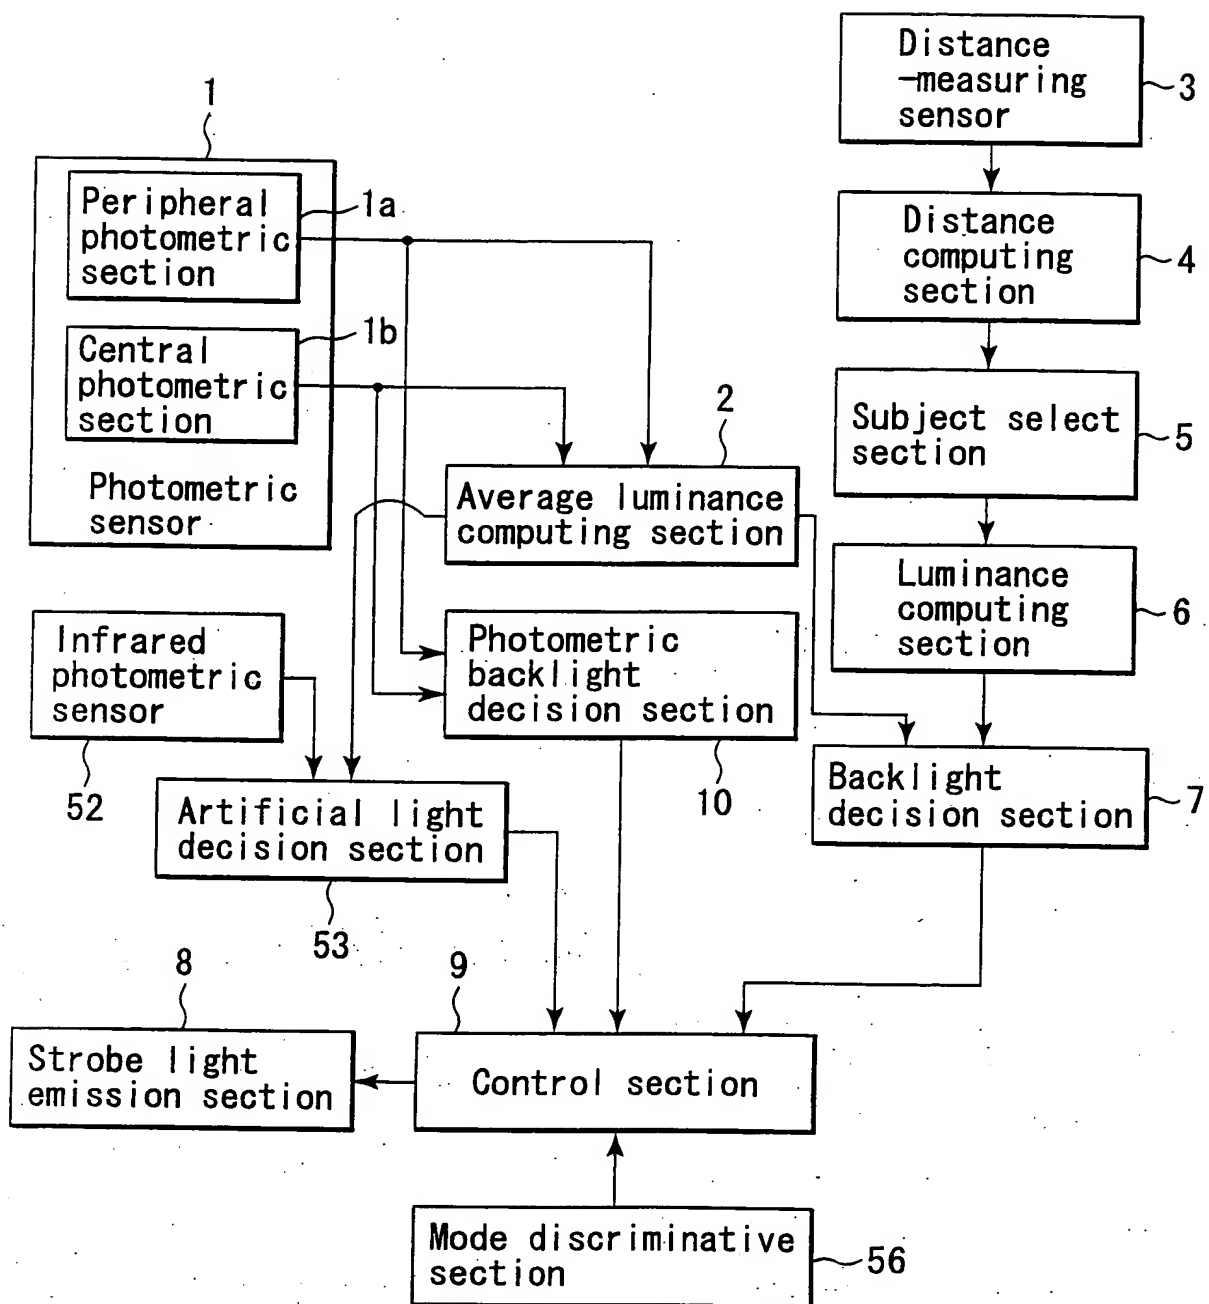 Distance
-measuring
sensor
3
1
Peripheral
photometric
section
1a
Distance
computing
section
4
Central
photometric
section
1b
Photometric
sensor
2
Subject select
section
5
Average luminance
computing section
Luminance
computing
section
6
Infrared
photometric
sensor
52
Photometric
backlight
decision section
10
Backlight
decision section
7
Artificial light
decision section
53
8
9
Strobe light
emission section
Control section
Mode discriminative
section
56